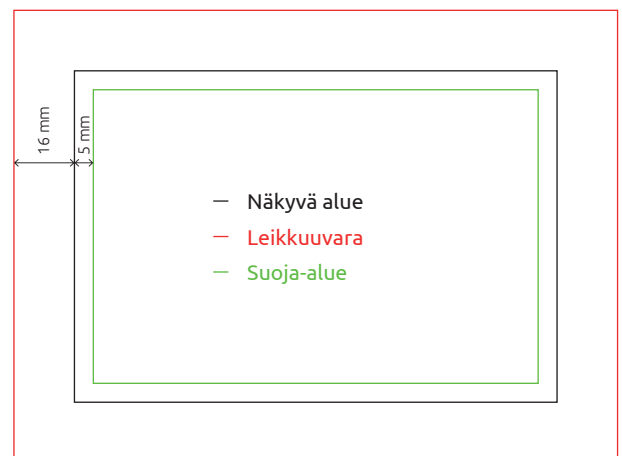 16 mm
5 mm
— Näkyvä alue
— Leikkuuvara
— Suoja-alue